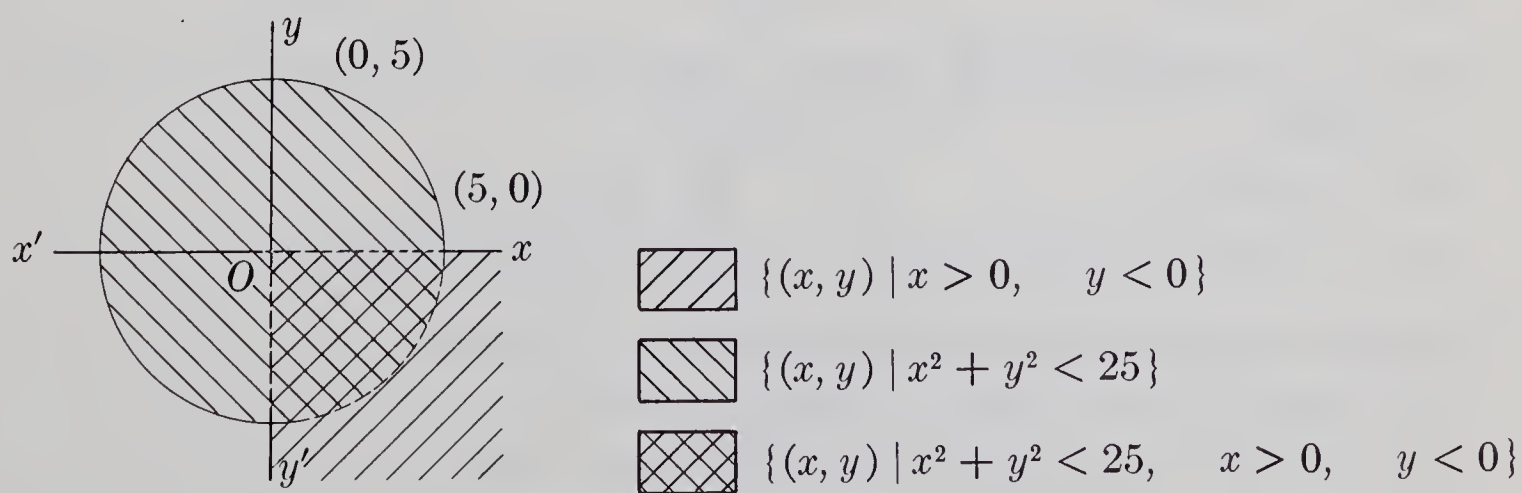 y
(0, 5)
(5, 0)
x′
x
O
y′
{(x, y) | x > 0, y < 0}
{(x, y) | x² + y² < 25}
{(x, y) | x² + y² < 25, x > 0, y < 0}